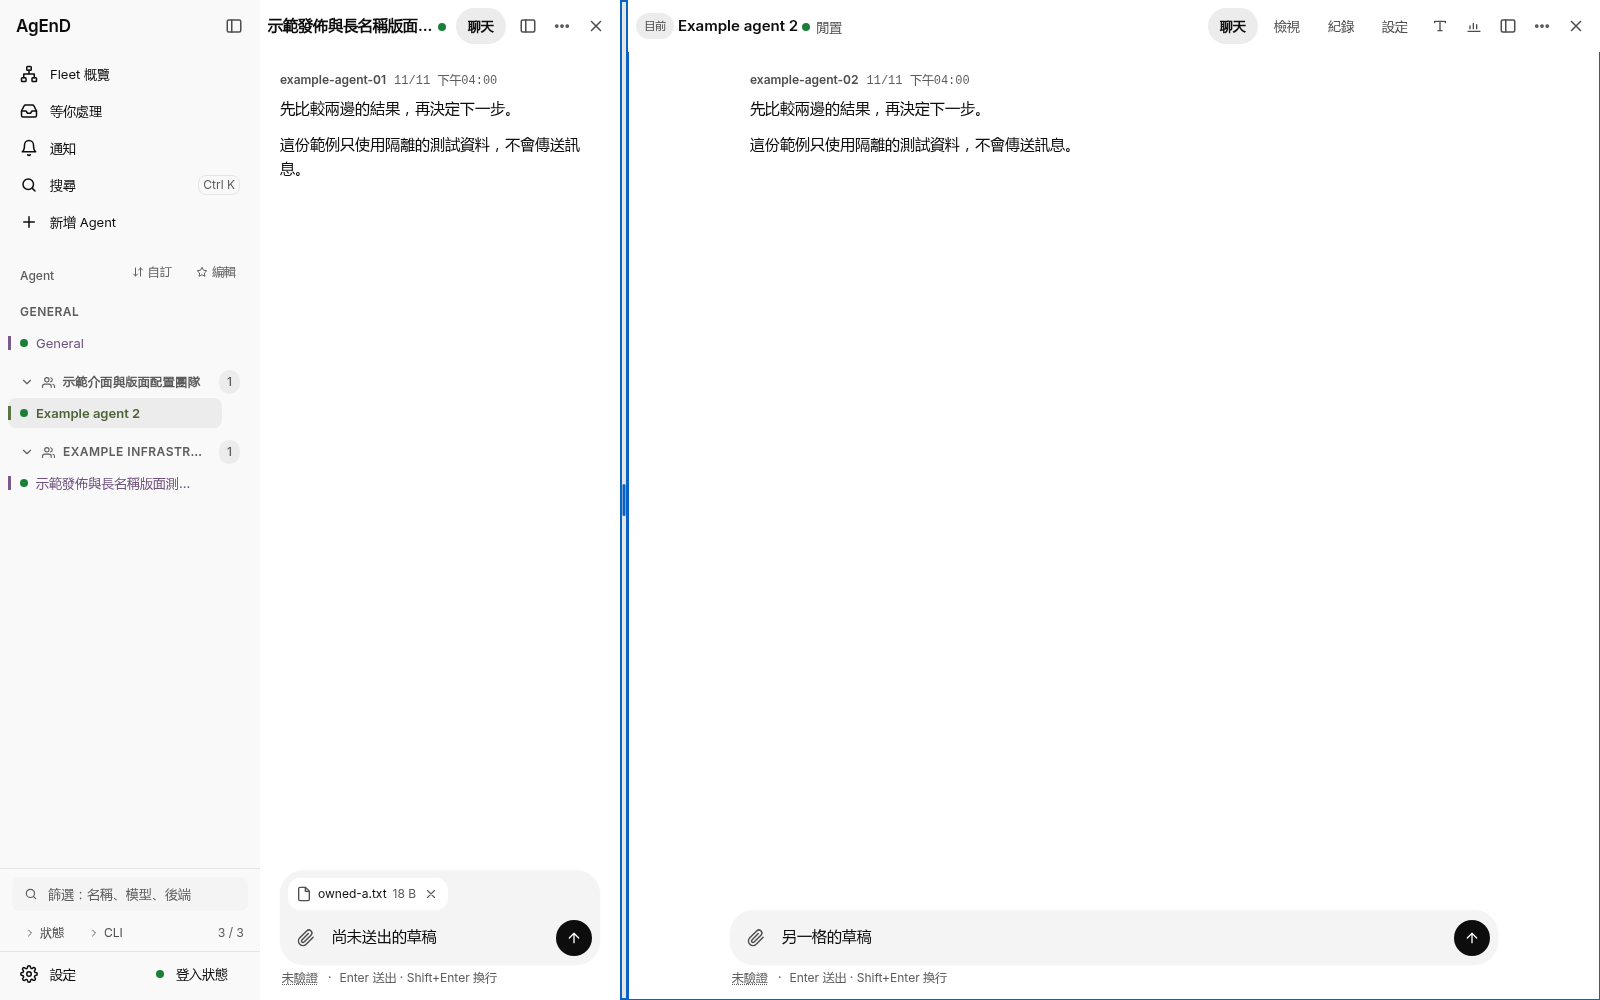 AgEnD
Fleet 概覽
等你處理
通知
搜尋 Ctrl K
新增 Agent
Agent 自訂 編輯
GENERAL
General
示範介面與版面配置團隊 1
Example agent 2
EXAMPLE INFRASTR... 1
示範發佈與長名稱版面測...
篩選：名稱、模型、後端
狀態 CLI 3 / 3
設定 登入狀態
示範發佈與長名稱版面... 聊天
example-agent-01 11/11 下午04:00
先比較兩邊的結果，再決定下一步。
這份範例只使用隔離的測試資料，不會傳送訊
息。
owned-a.txt 18 B
尚未送出的草稿
未驗證 · Enter 送出 · Shift+Enter 換行
目前 Example agent 2 閒置 聊天 檢視 紀錄 設定
example-agent-02 11/11 下午04:00
先比較兩邊的結果，再決定下一步。
這份範例只使用隔離的測試資料，不會傳送訊息。
另一格的草稿
未驗證 · Enter 送出 · Shift+Enter 換行